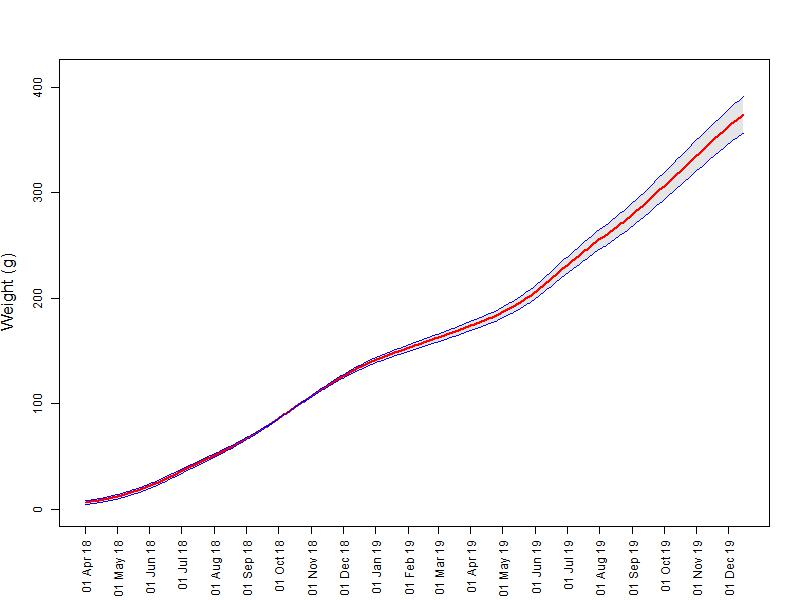 400
300
200
100
0
Weight (g)
01 Apr 18
01 May 18
01 Jun 18
01 Jul 18
01 Aug 18
01 Sep 18
01 Oct 18
01 Nov 18
01 Dec 18
01 Jan 19
01 Feb 19
01 Mar 19
01 Apr 19
01 May 19
01 Jun 19
01 Jul 19
01 Aug 19
01 Sep 19
01 Oct 19
01 Nov 19
01 Dec 19